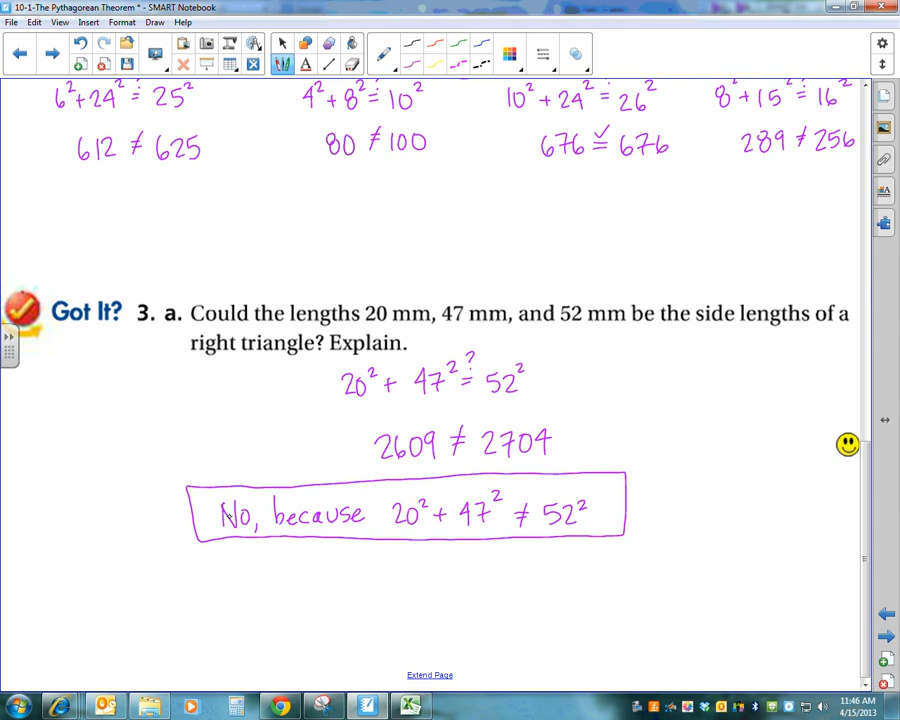 10-1-The Pythagorean Theorem * - SMART Notebook
File Edit View Insert Format Draw Help
6² + 24² ≟ 25² 4² + 8² ≟ 10² 10² + 24² ≟ 26² 8² + 15² ≟ 16²
612 ≠ 625 80 ≠ 100 676 = 676 ✓ 289 ≠ 256
Got It? 3. a. Could the lengths 20 mm, 47 mm, and 52 mm be the side lengths of a
right triangle? Explain.
20² + 47² ≟ 52²
2609 ≠ 2704
No, because 20² + 47² ≠ 52²
Extend Page
11:46 AM
4/15/2013